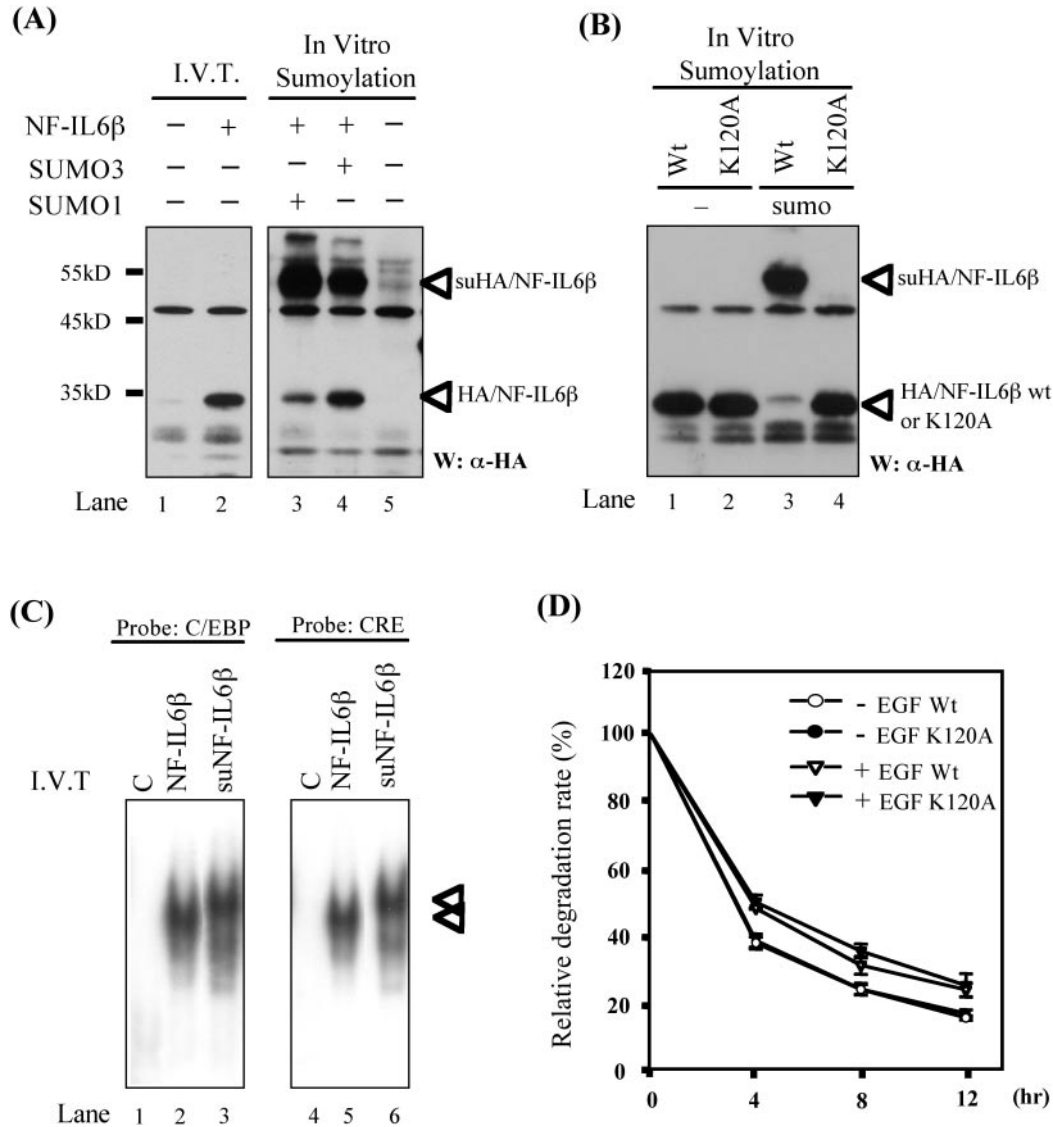 (A)
I.V.T.
In Vitro
Sumoylation
NF-IL6β – + + + –
SUMO3 – – – + –
SUMO1 – – + – –
55kD
45kD
35kD
suHA/NF-IL6β
HA/NF-IL6β
W: α-HA
Lane 1 2 3 4 5
(B)
In Vitro
Sumoylation
Wt K120A Wt K120A
– sumo
suHA/NF-IL6β
HA/NF-IL6β wt
or K120A
W: α-HA
Lane 1 2 3 4
(C)
Probe: C/EBP
Probe: CRE
I.V.T C NF-IL6β suNF-IL6β C NF-IL6β suNF-IL6β
Lane 1 2 3 4 5 6
(D)
Relative degradation rate (%)
120
100
80
60
40
20
0
- EGF Wt
- EGF K120A
+ EGF Wt
+ EGF K120A
0 4 8 12 (hr)